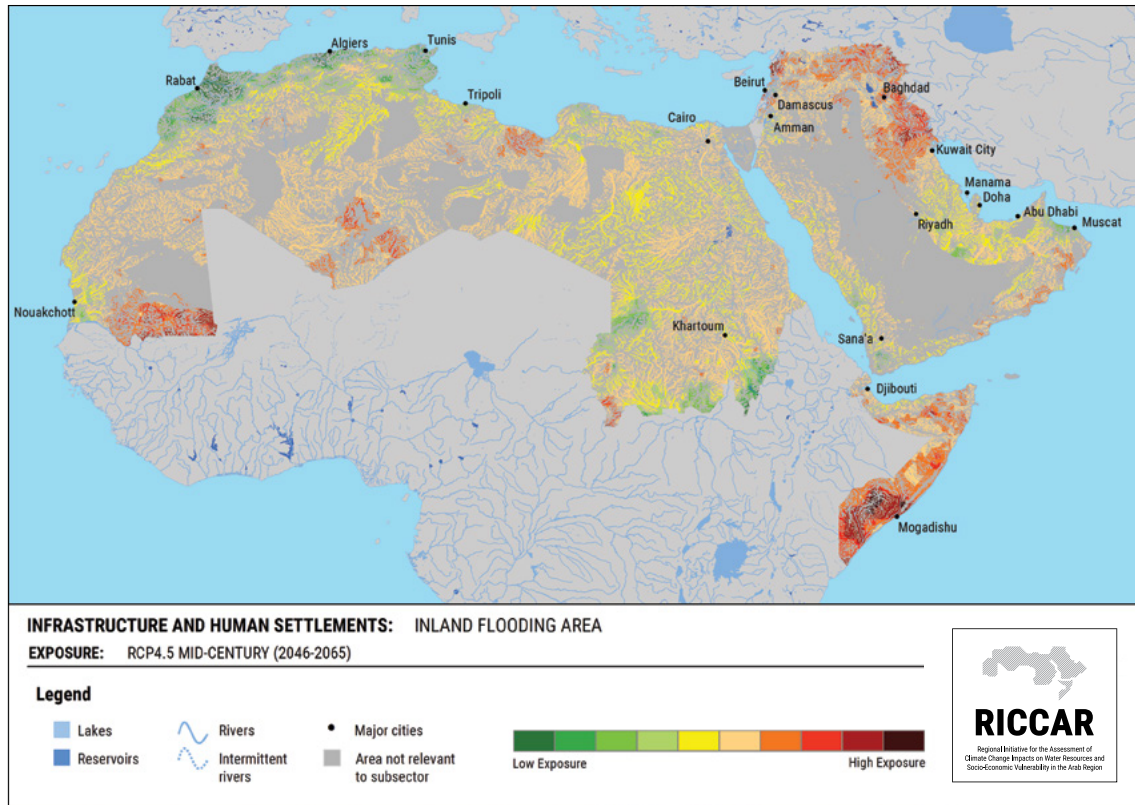 Algiers
Tunis
Rabat
Tripoli
Beirut
Baghdad
Damascus
Cairo
Amman
Kuwait City
Manama
Doha
Abu Dhabi
Riyadh
Muscat
Nouakchott
Khartoum
Sana'a
Djibouti
Mogadishu
INFRASTRUCTURE AND HUMAN SETTLEMENTS: INLAND FLOODING AREA
EXPOSURE: RCP4.5 MID-CENTURY (2046-2065)
Legend
Lakes
Rivers
Major cities
Reservoirs
Intermittent
rivers
Area not relevant
to subsector
Low Exposure
High Exposure
RICCAR
Regional Initiative for the Assessment of
Climate Change Impacts on Water Resources and
Socio-Economic Vulnerability in the Arab Region